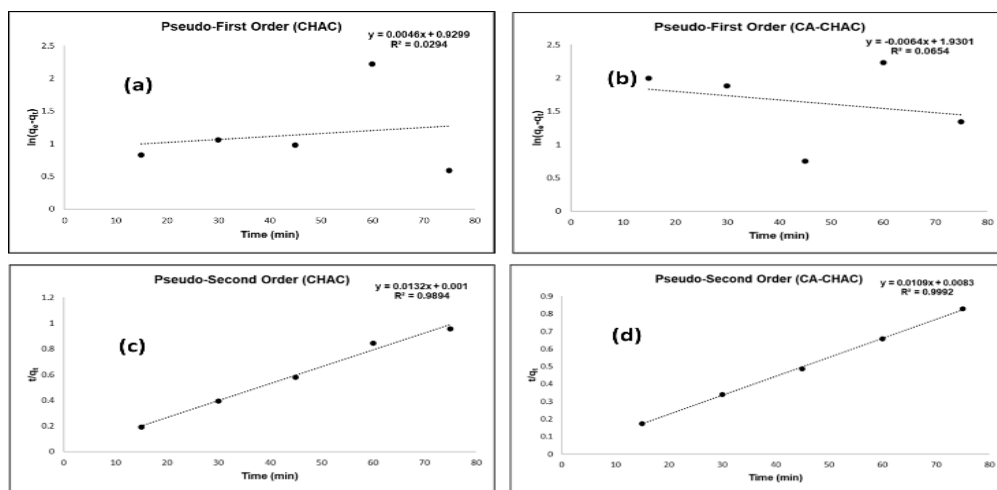 Pseudo-First Order (CHAC)
y = 0.0046x + 0.9299
R² = 0.0294
(a)
ln(qe-qt)
2.5
2
1.5
1
0.5
0
0 10 20 30 40 50 60 70 80
Time (min)
Pseudo-First Order (CA-CHAC)
y = -0.0064x + 1.9301
R² = 0.0654
(b)
ln(qe-qt)
2.5
2
1.5
1
0.5
0
0 10 20 30 40 50 60 70 80
Time (min)
Pseudo-Second Order (CHAC)
y = 0.0132x + 0.001
R² = 0.9894
(c)
t/qt
1.2
1
0.8
0.6
0.4
0.2
0
0 10 20 30 40 50 60 70 80
Time (min)
Pseudo-Second Order (CA-CHAC)
y = 0.0109x + 0.0083
R² = 0.9992
(d)
t/qt
0.9
0.8
0.7
0.6
0.5
0.4
0.3
0.2
0.1
0
0 10 20 30 40 50 60 70 80
Time (min)